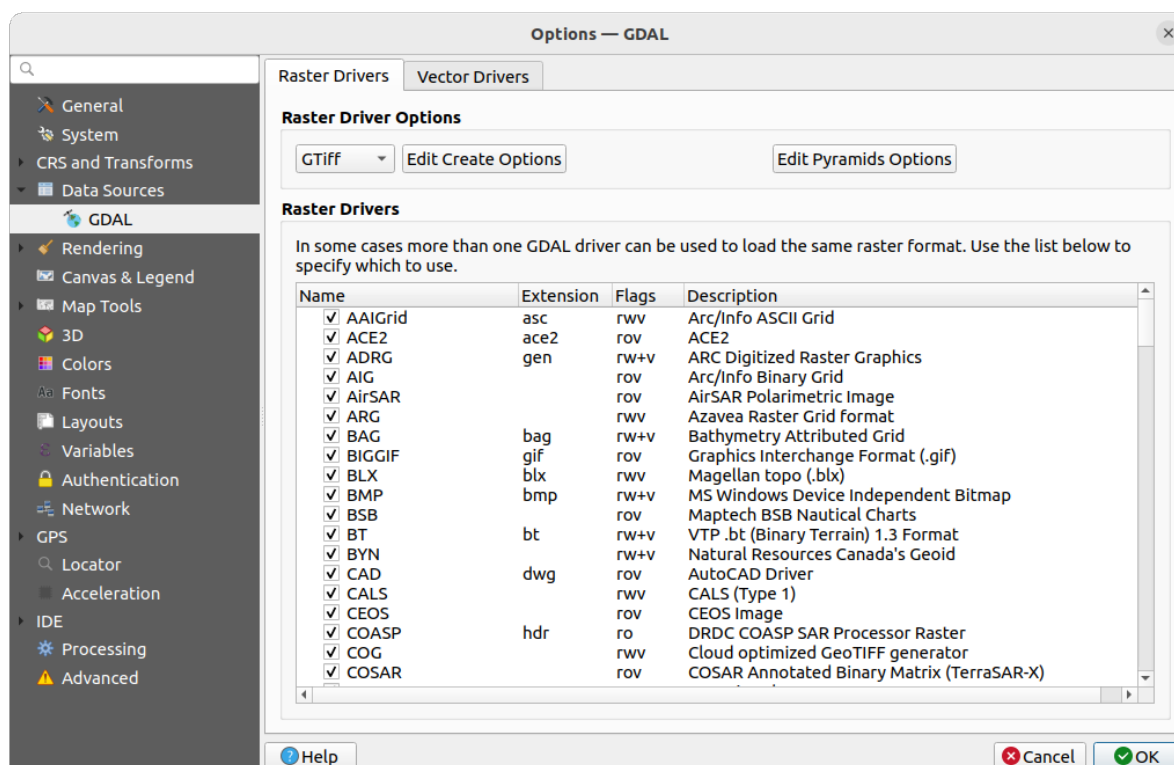 Options — GDAL
General
System
CRS and Transforms
Data Sources
GDAL
Rendering
Canvas & Legend
Map Tools
3D
Colors
Aa Fonts
Layouts
Variables
Authentication
Network
GPS
Locator
Acceleration
IDE
Processing
Advanced
Raster Drivers Vector Drivers
Raster Driver Options
GTiff Edit Create Options Edit Pyramids Options
Raster Drivers
In some cases more than one GDAL driver can be used to load the same raster format. Use the list below to
specify which to use.
Name Extension Flags Description
AAIGrid asc rwv Arc/Info ASCII Grid
ACE2 ace2 rov ACE2
ADRG gen rw+v ARC Digitized Raster Graphics
AIG rov Arc/Info Binary Grid
AirSAR rov AirSAR Polarimetric Image
ARG rwv Azavea Raster Grid format
BAG bag rw+v Bathymetry Attributed Grid
BIGGIF gif rov Graphics Interchange Format (.gif)
BLX blx rwv Magellan topo (.blx)
BMP bmp rw+v MS Windows Device Independent Bitmap
BSB rov Maptech BSB Nautical Charts
BT bt rw+v VTP .bt (Binary Terrain) 1.3 Format
BYN rw+v Natural Resources Canada's Geoid
CAD dwg rov AutoCAD Driver
CALS rwv CALS (Type 1)
CEOS rov CEOS Image
COASP hdr ro DRDC COASP SAR Processor Raster
COG rwv Cloud optimized GeoTIFF generator
COSAR rov COSAR Annotated Binary Matrix (TerraSAR-X)
Help Cancel OK